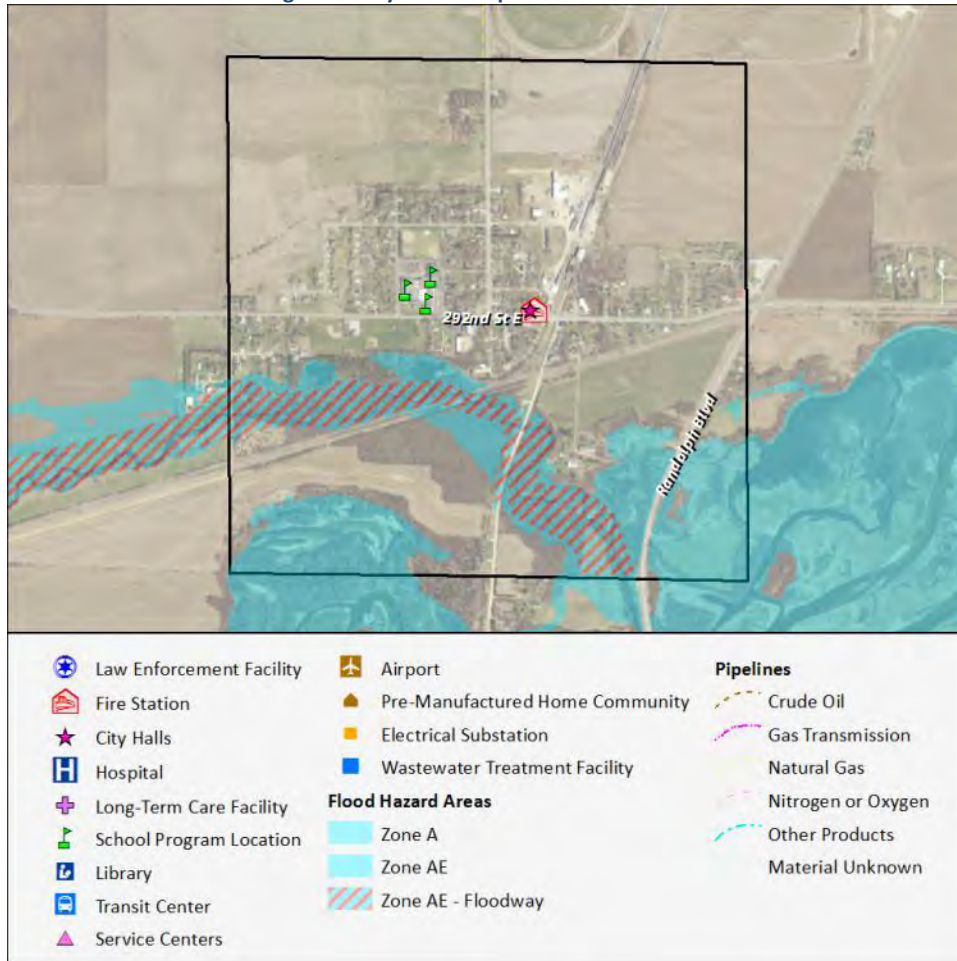 292nd St E
Randolph Blvd
Law Enforcement Facility
Fire Station
City Halls
Hospital
Long-Term Care Facility
School Program Location
Library
Transit Center
Service Centers
Airport
Pre-Manufactured Home Community
Electrical Substation
Wastewater Treatment Facility
Flood Hazard Areas
Zone A
Zone AE
Zone AE - Floodway
Pipelines
Crude Oil
Gas Transmission
Natural Gas
Nitrogen or Oxygen
Other Products
Material Unknown